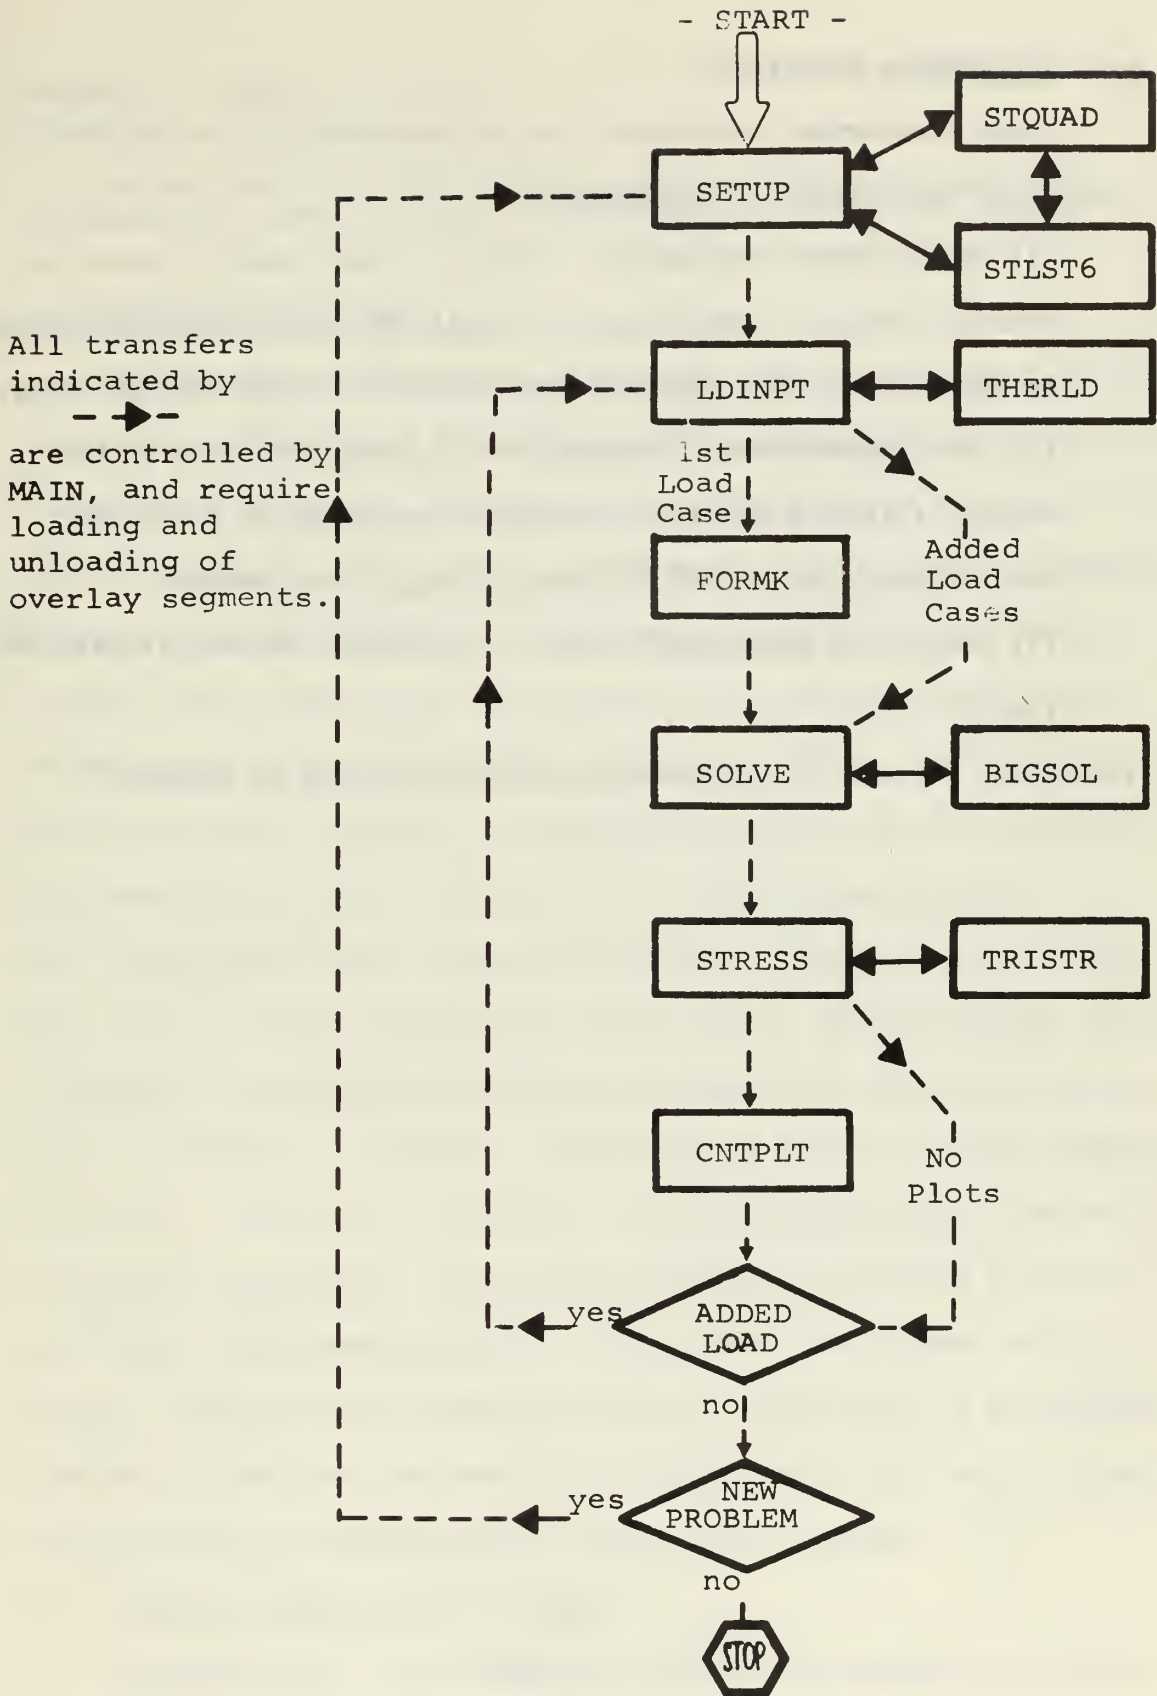 - START -
STQUAD
SETUP
STLST6
All transfers
indicated by
are controlled by
MAIN, and require
loading and
unloading of
overlay segments.
LDINPT
THERLD
1st
Load
Case
Added
Load
Cases
FORMK
SOLVE
BIGSOL
STRESS
TRISTR
CNTPLT
No
Plots
yes
ADDED
LOAD
no
yes
NEW
PROBLEM
no
STOP